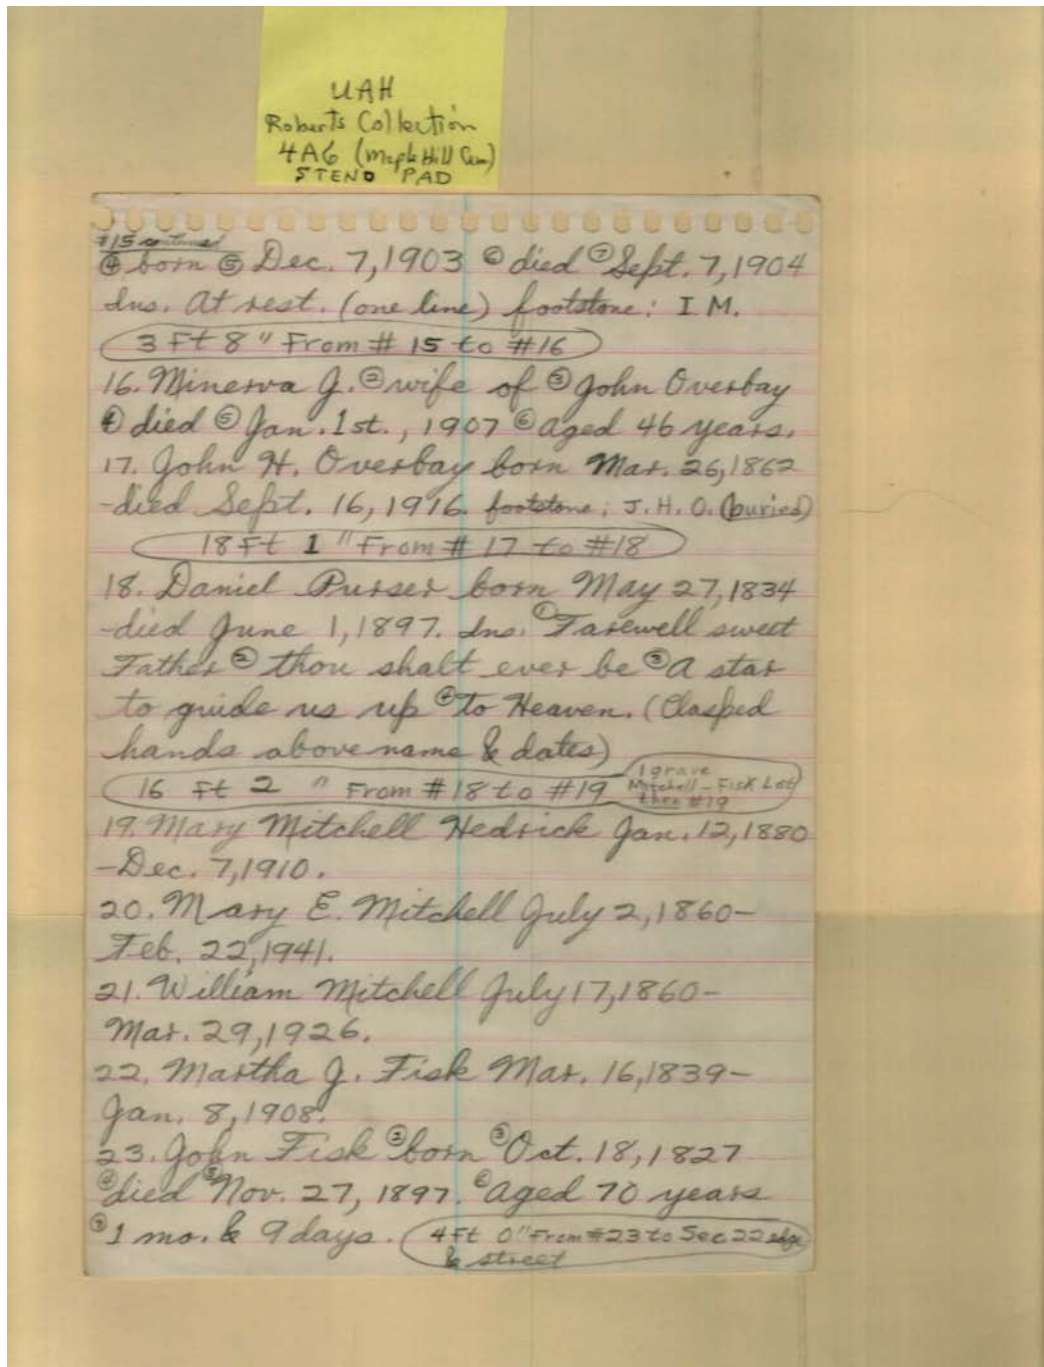 UAH
Roberts Collection
4A6 (Maple Hill Cem)
STENO PAD
#15 continued
④ born ⑤ Dec. 7, 1903 ⑥ died ⑦ Sept. 7, 1904
Ins. At rest. (one line) footstone: I.M.
3 Ft 8" From # 15 to #16
16. Minerva J. ② wife of ③ John Overbay
④ died ⑤ Jan. 1st., 1907 ⑥ aged 46 years.
17. John H. Overbay born Mar. 26, 1862
-died Sept. 16, 1916. footstone: J.H.O. (buried)
18 Ft 1" From # 17 to #18
18. Daniel Purser born May 27, 1834
-died June 1, 1897. Ins. ① Farewell sweet
Father ② thou shalt ever be ③ A star
to guide us up ④ to Heaven. (Clasped
hands above name & dates)
16 Ft 2 " From #18 to #19 1 grave
Mitchell - Fisk Lot
then #19
19. Mary Mitchell Hedrick Jan. 12, 1880
-Dec. 7, 1910.
20. Mary E. Mitchell July 2, 1860-
Feb. 22, 1941.
21. William Mitchell July 17, 1860-
Mar. 29, 1926.
22. Martha J. Fisk Mar. 16, 1839-
Jan. 8, 1908.
23. John Fisk ② born ③ Oct. 18, 1827
④ died ⑤ Nov. 27, 1897. ⑥ aged 70 years
⑦ 1 mo. & 9 days. 4 Ft 0" From #23 to Sec 22 edge
& street